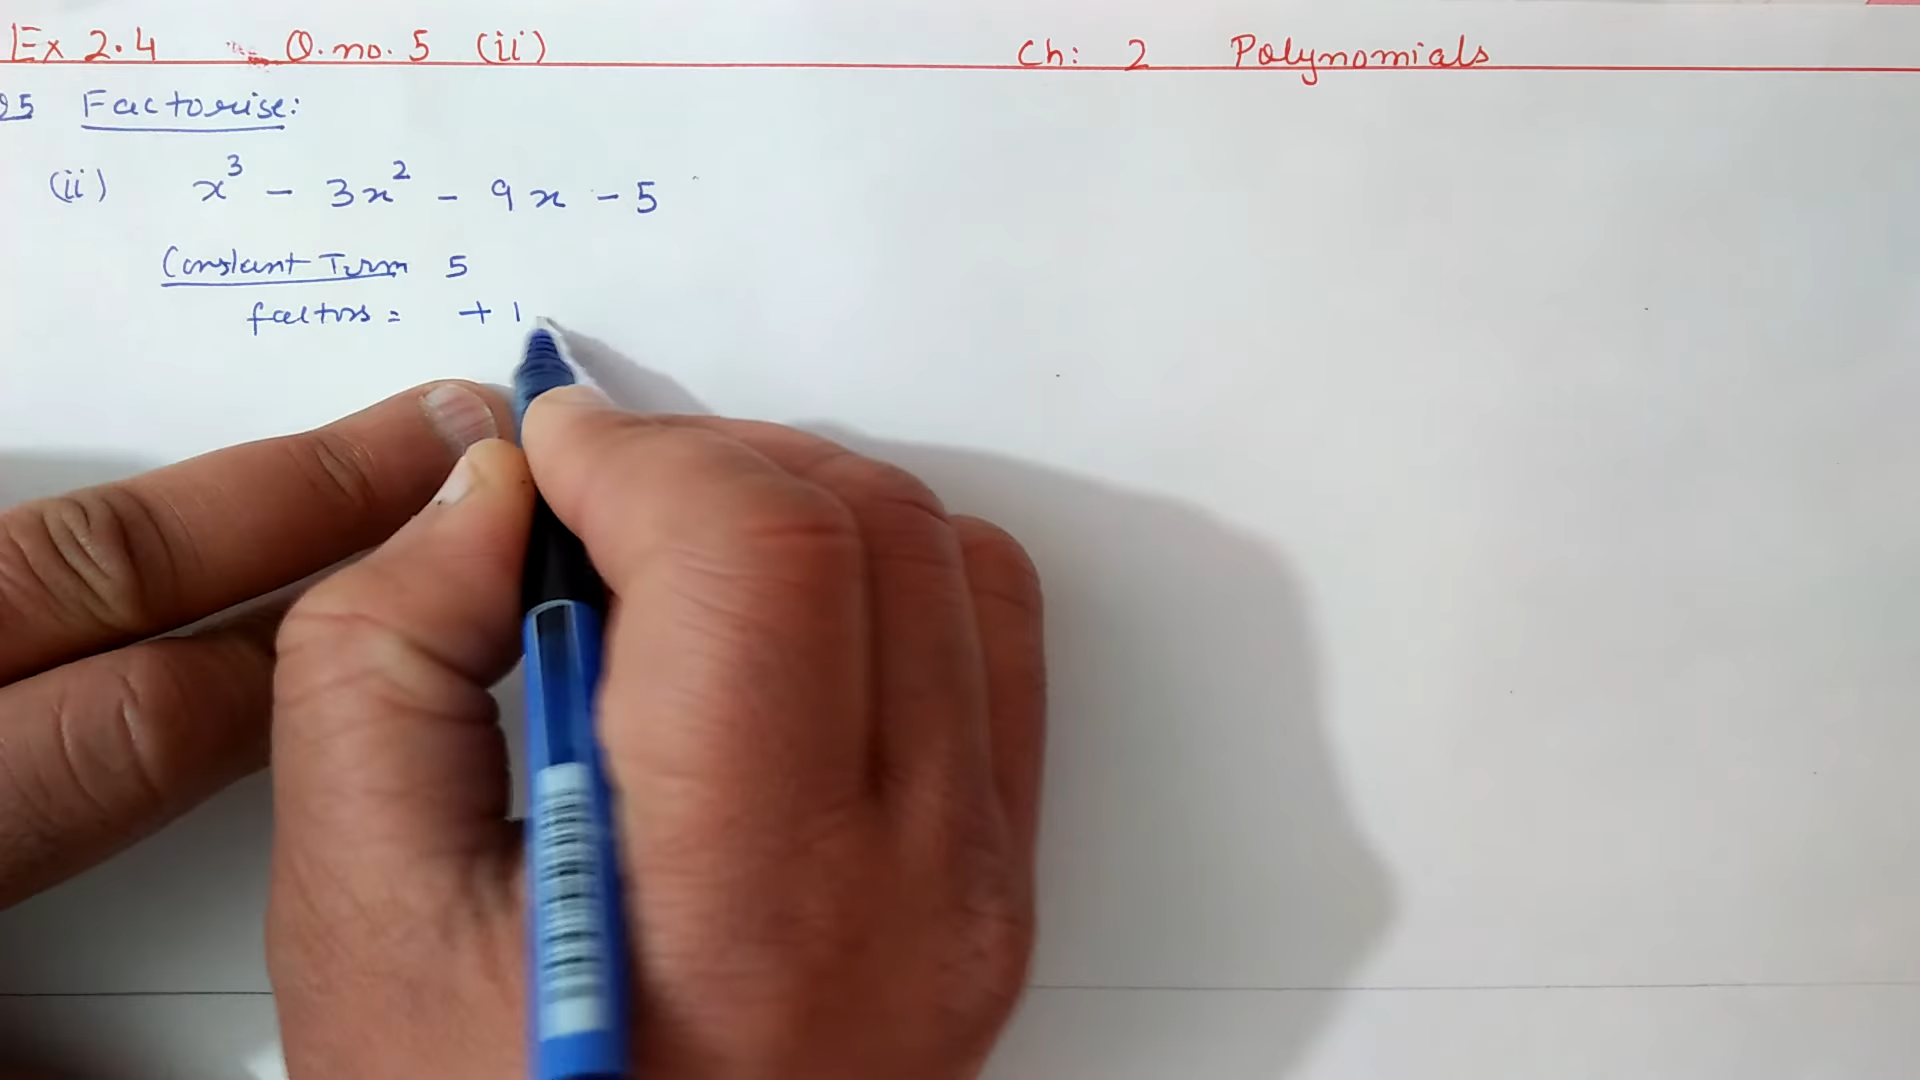 Ex 2.4 Q.no. 5 (ii) Ch: 2 Polynomials
Q5 Factorise:
(ii) x³ - 3x² - 9x - 5
Constant Term 5
factors = + 1